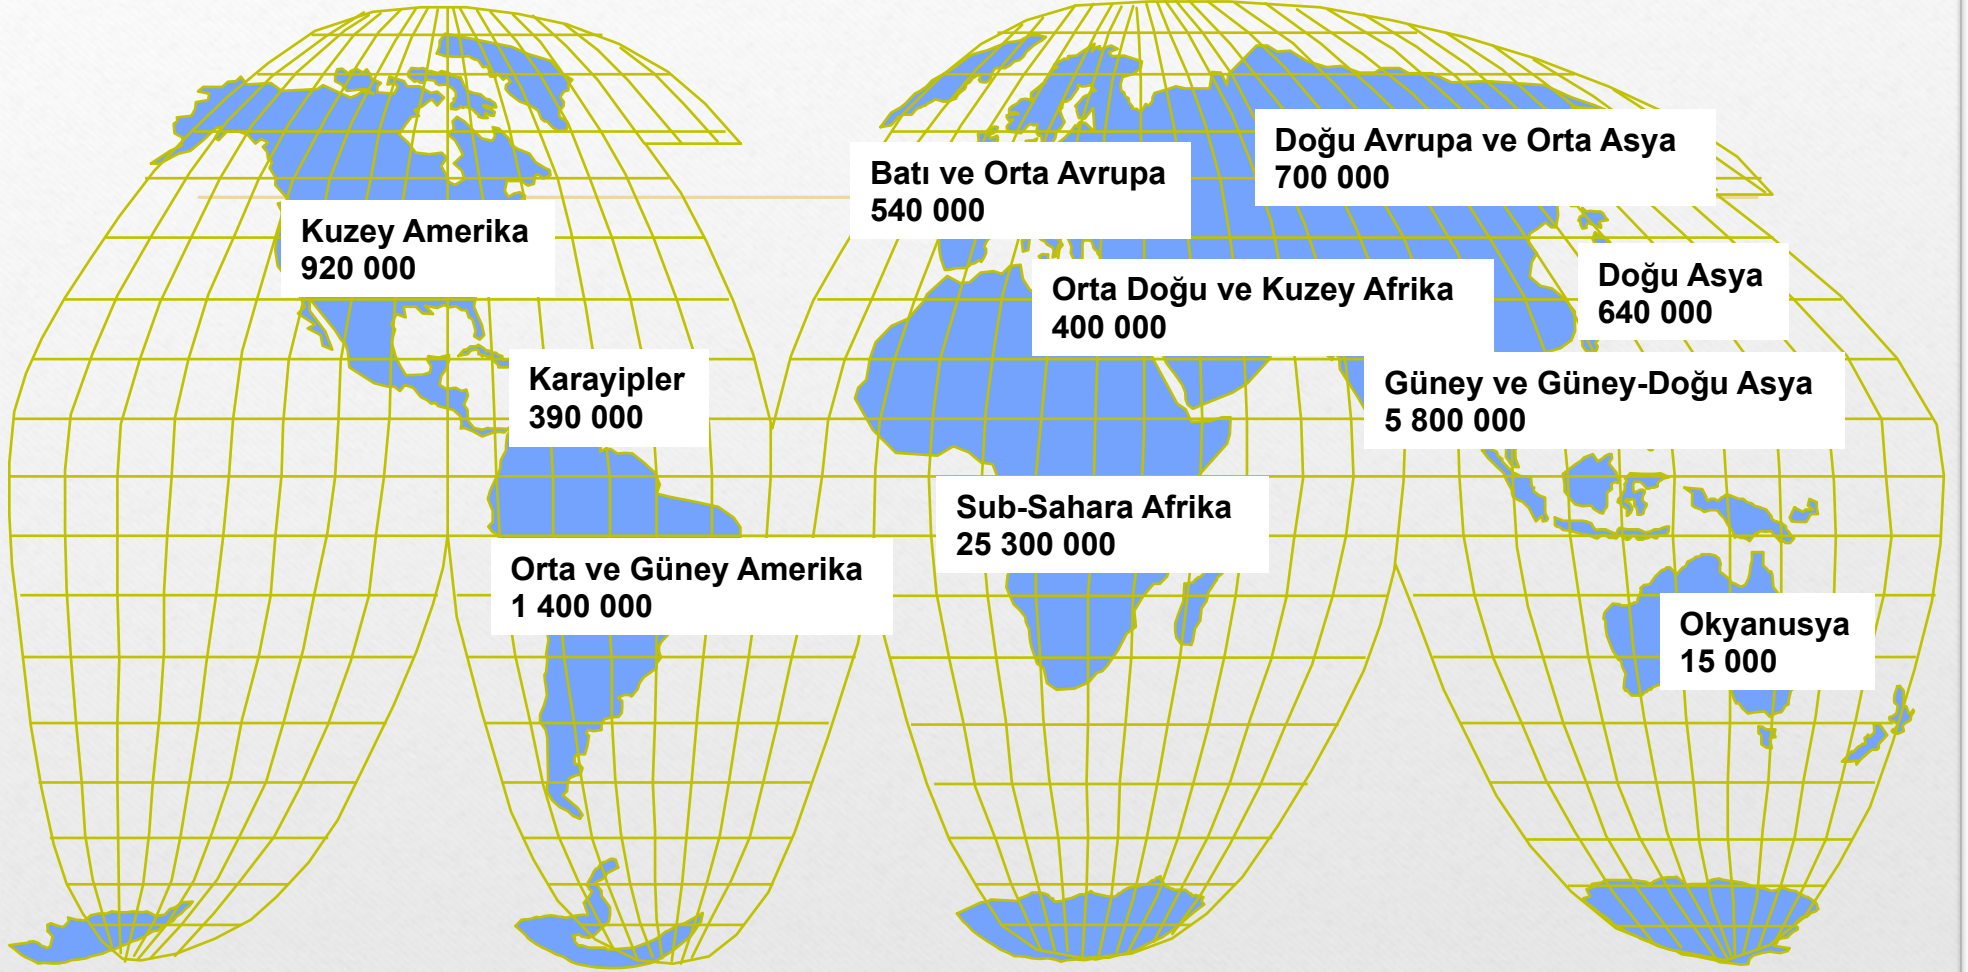 Doğu Avrupa ve Orta Asya
700 000
Batı ve Orta Avrupa
540 000
Kuzey Amerika
920 000
Doğu Asya
640 000
Orta Doğu ve Kuzey Afrika
400 000
Karayipler
390 000
Güney ve Güney-Doğu Asya
5 800 000
Sub-Sahara Afrika
25 300 000
Orta ve Güney Amerika
1 400 000
Okyanusya
15 000